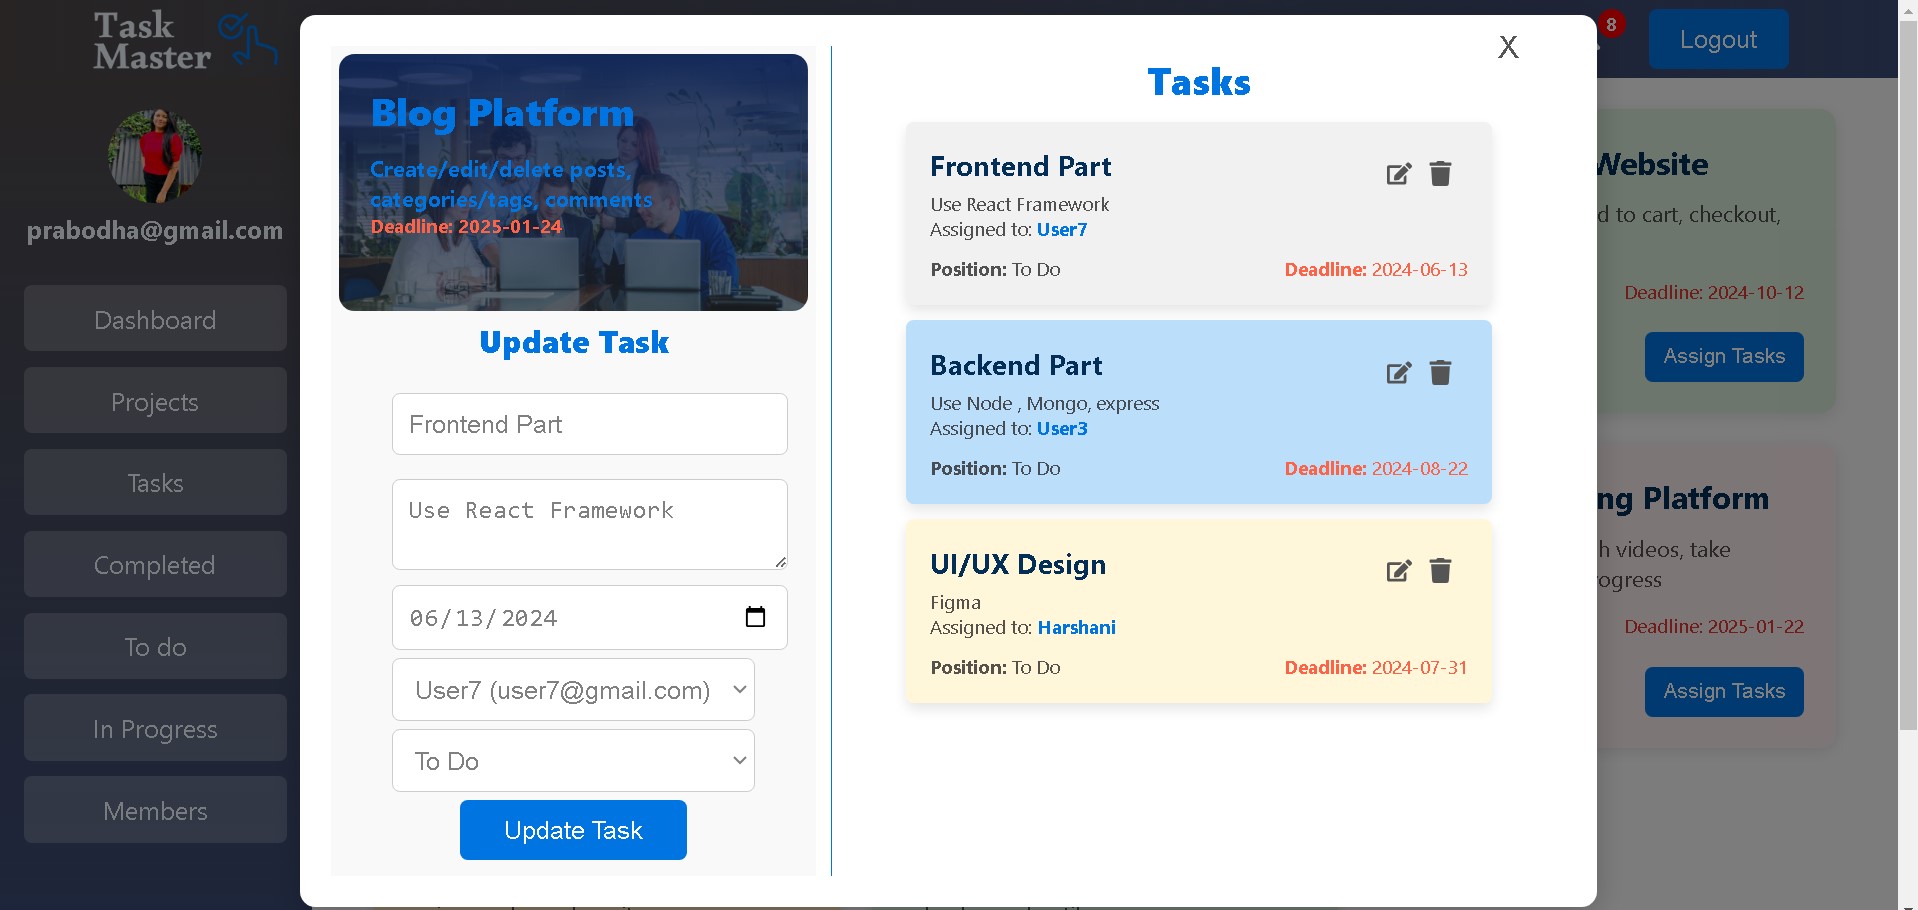 Task
Master
prabodha@gmail.com
Dashboard
Projects
Tasks
Completed
To do
In Progress
Members
Blog Platform
Create/edit/delete posts,
categories/tags, comments
Deadline: 2025-01-24
Update Task
Frontend Part
Use React Framework
06/13/2024
User7 (user7@gmail.com)
To Do
Update Task
X
Tasks
Frontend Part
Use React Framework
Assigned to: User7
Position: To Do
Deadline: 2024-06-13
Backend Part
Use Node , Mongo, express
Assigned to: User3
Position: To Do
Deadline: 2024-08-22
UI/UX Design
Figma
Assigned to: Harshani
Position: To Do
Deadline: 2024-07-31
8
Logout
Website
d to cart, checkout,
Deadline: 2024-10-12
Assign Tasks
ng Platform
h videos, take
ogress
Deadline: 2025-01-22
Assign Tasks